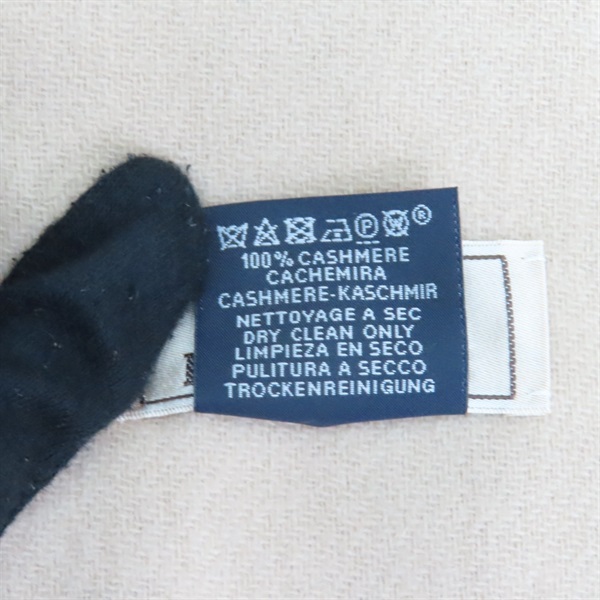 P W ®
100% CASHMERE
CACHEMIRA
CASHMERE-KASCHMIR
NETTOYAGE A SEC
DRY CLEAN ONLY
LIMPIEZA EN SECO
PULITURA A SECCO
TROCKENREINIGUNG